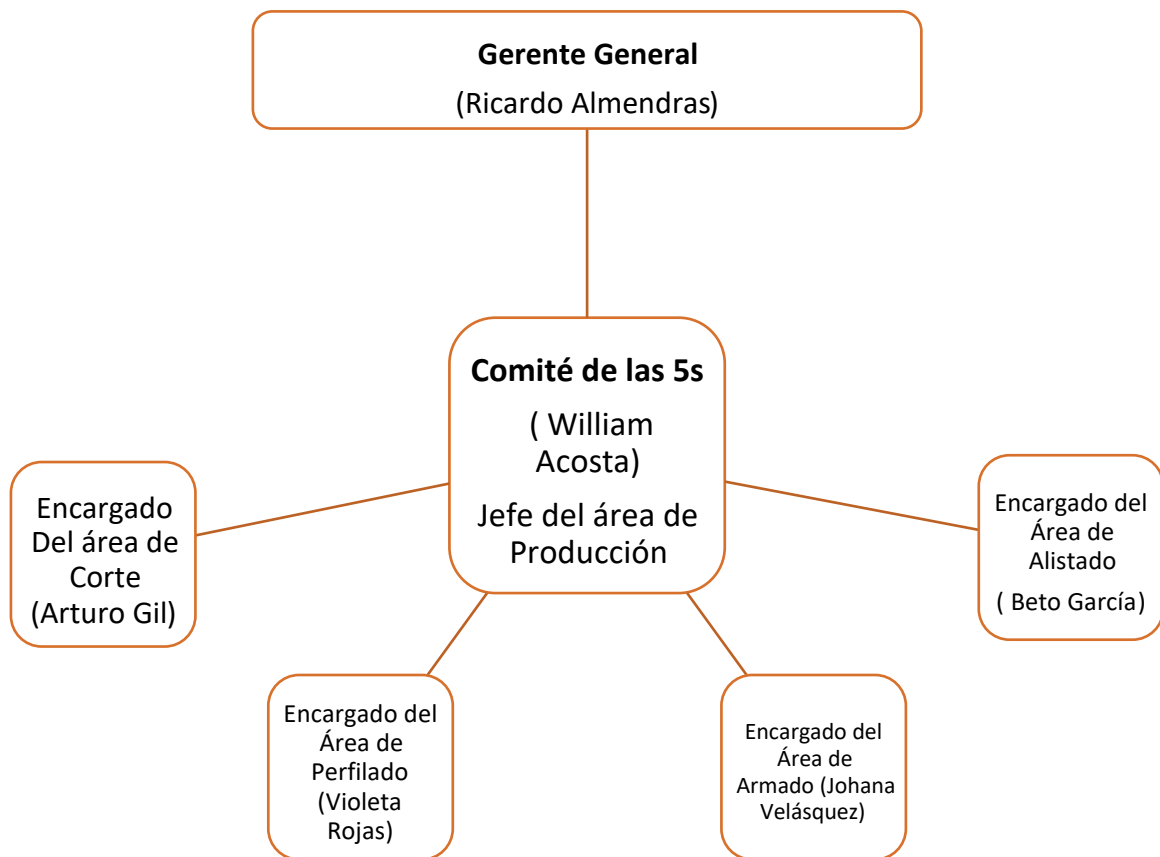 Gerente General
(Ricardo Almendras)
Comité de las 5s
( William
Acosta)
Jefe del área de
Producción
Encargado
Del área de
Corte
(Arturo Gil)
Encargado del
Área de
Alistado
( Beto García)
Encargado del
Área de
Perfilado
(Violeta
Rojas)
Encargado del
Área de
Armado (Johana
Velásquez)